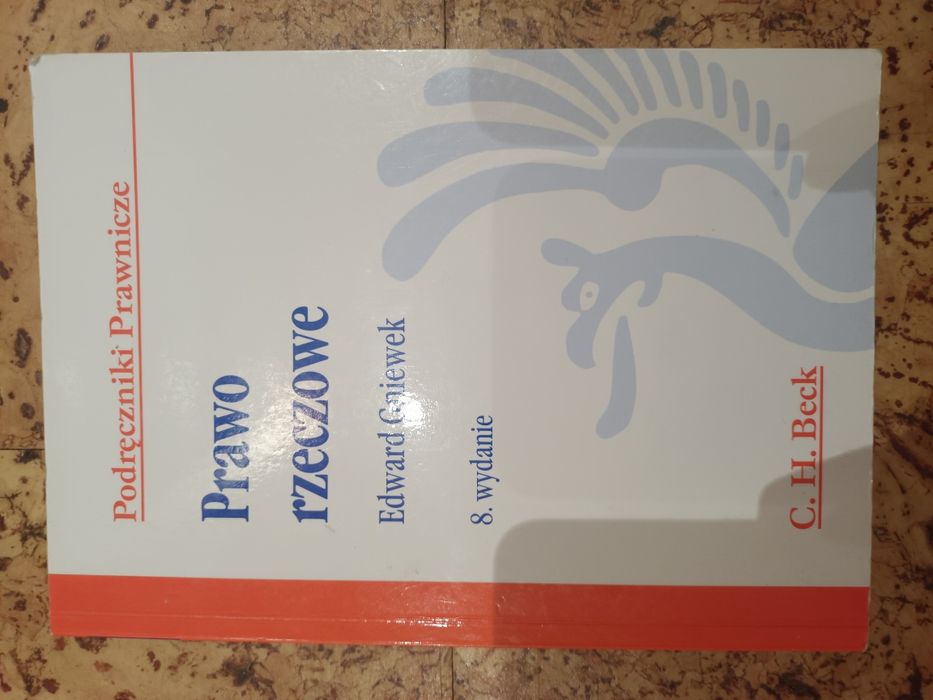 Podręczniki Prawnicze
Prawo
rzeczowe
Edward Gniewek
8. wydanie
C. H. Beck